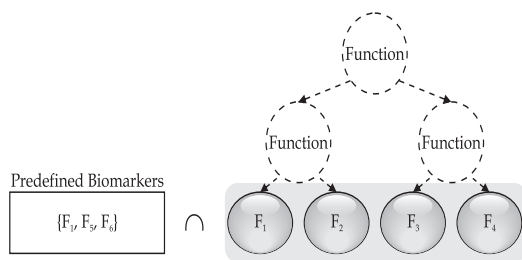 Function
Function Function
Predefined Biomarkers
{F₁, F₅, F₆} ∩ F₁ F₂ F₃ F₄